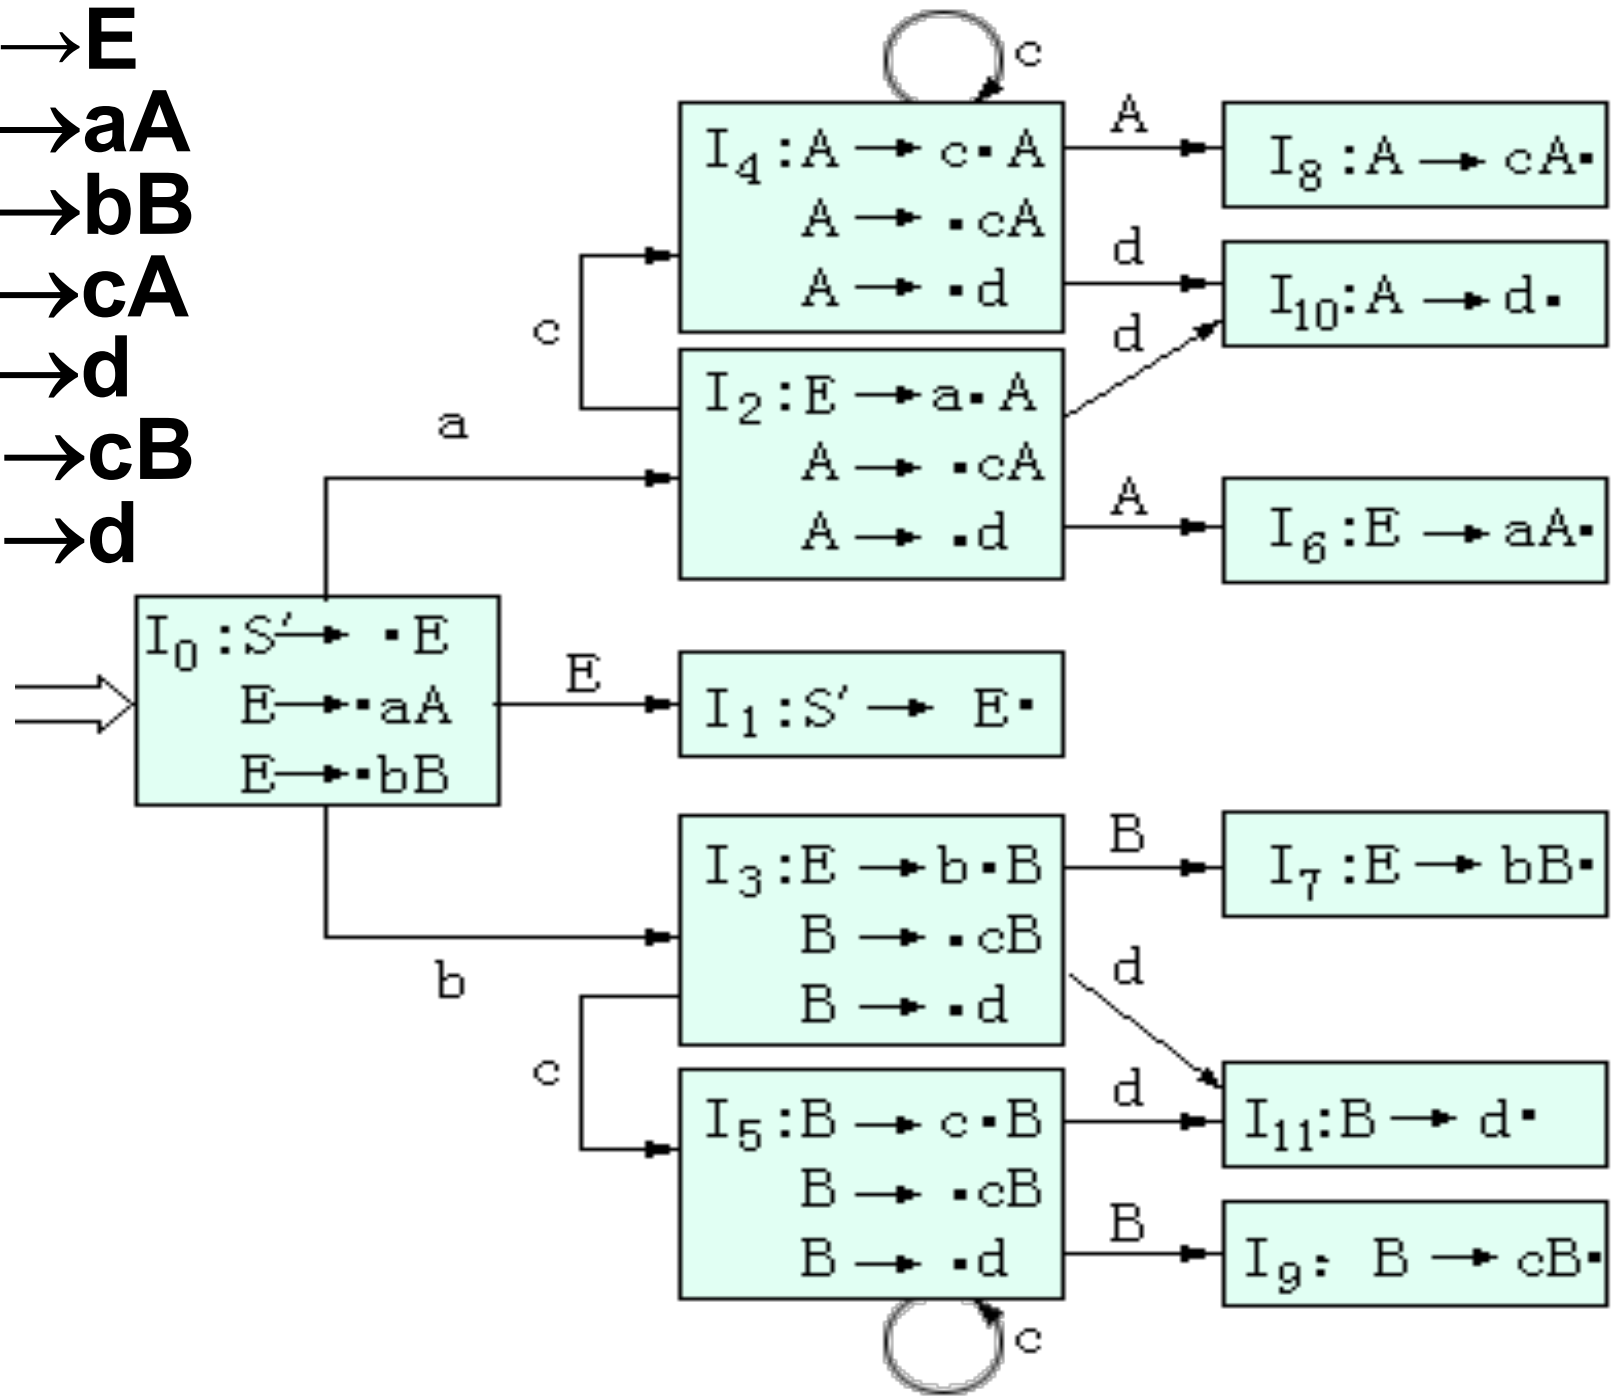 →E
→aA
→bB
→cA
→d
→cB
→d
c
I₄:A → c·A
A → ·cA
A → ·d
A
I₈:A → cA·
d
I₁₀:A → d·
d
c
I₂:E → a·A
A → ·cA
A → ·d
A
I₆:E → aA·
a
I₀:S′→ ·E
E→·aA
E→·bB
E
I₁:S′ → E·
b
I₃:E → b·B
B → ·cB
B → ·d
B
I₇:E → bB·
d
c
I₅:B → c·B
B → ·cB
B → ·d
d
I₁₁:B → d·
B
I₉: B → cB·
c